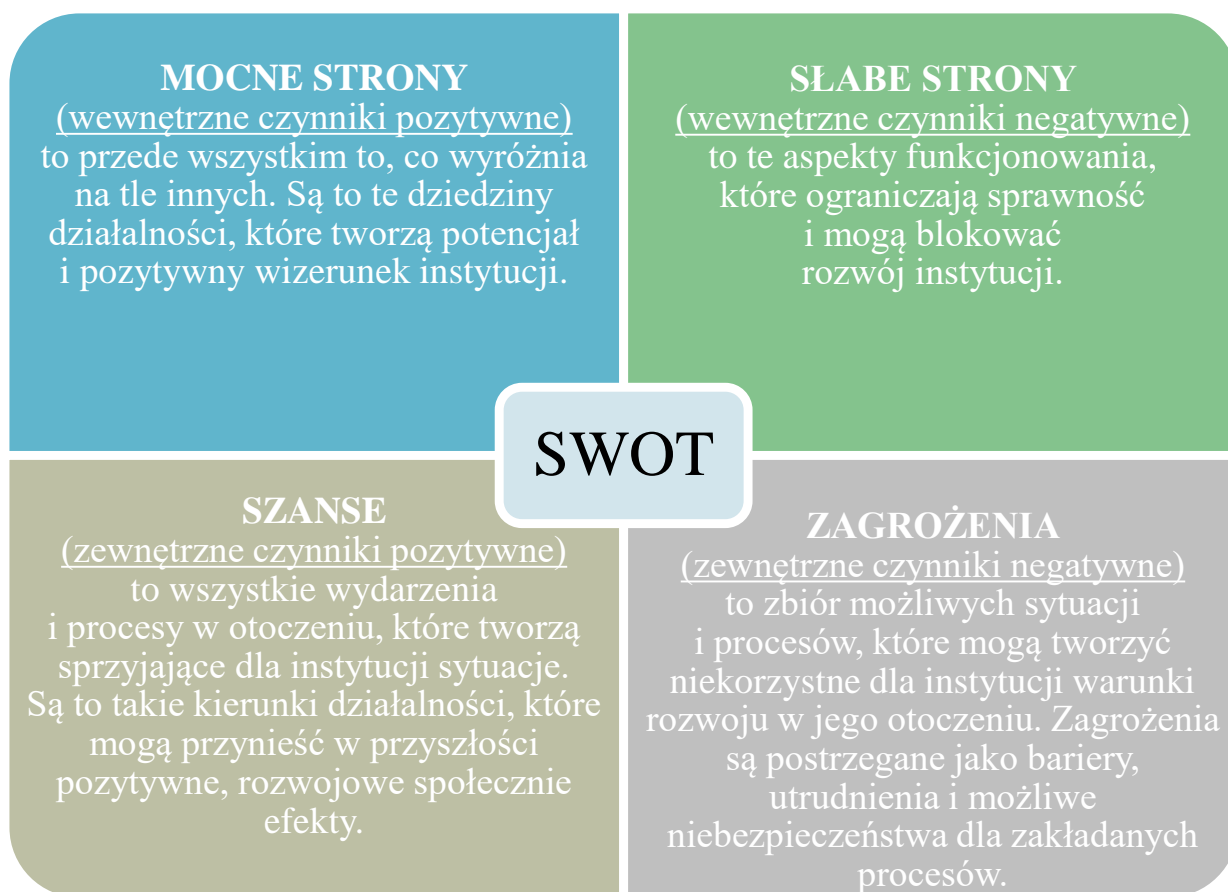 MOCNE STRONY
(wewnętrzne czynniki pozytywne)
to przede wszystkim to, co wyróżnia
na tle innych. Są to te dziedziny
działalności, które tworzą potencjał
i pozytywny wizerunek instytucji.
SŁABE STRONY
(wewnętrzne czynniki negatywne)
to te aspekty funkcjonowania,
które ograniczają sprawność
i mogą blokować
rozwój instytucji.
SWOT
SZANSE
(zewnętrzne czynniki pozytywne)
to wszystkie wydarzenia
i procesy w otoczeniu, które tworzą
sprzyjające dla instytucji sytuacje.
Są to takie kierunki działalności, które
mogą przynieść w przyszłości
pozytywne, rozwojowe społecznie
efekty.
ZAGROŻENIA
(zewnętrzne czynniki negatywne)
to zbiór możliwych sytuacji
i procesów, które mogą tworzyć
niekorzystne dla instytucji warunki
rozwoju w jego otoczeniu. Zagrożenia
są postrzegane jako bariery,
utrudnienia i możliwe
niebezpieczeństwa dla zakładanych
procesów.